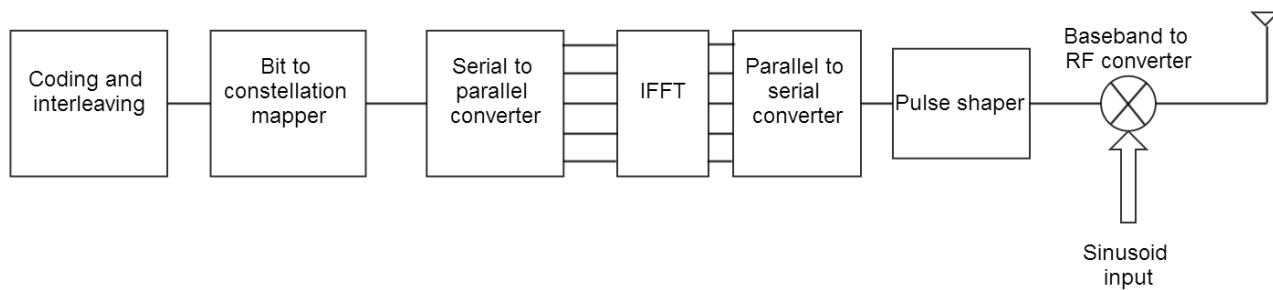 Coding and
interleaving
Bit to
constellation
mapper
Serial to
parallel
converter
IFFT
Parallel to
serial
converter
Pulse shaper
Baseband to
RF converter
Sinusoid
input